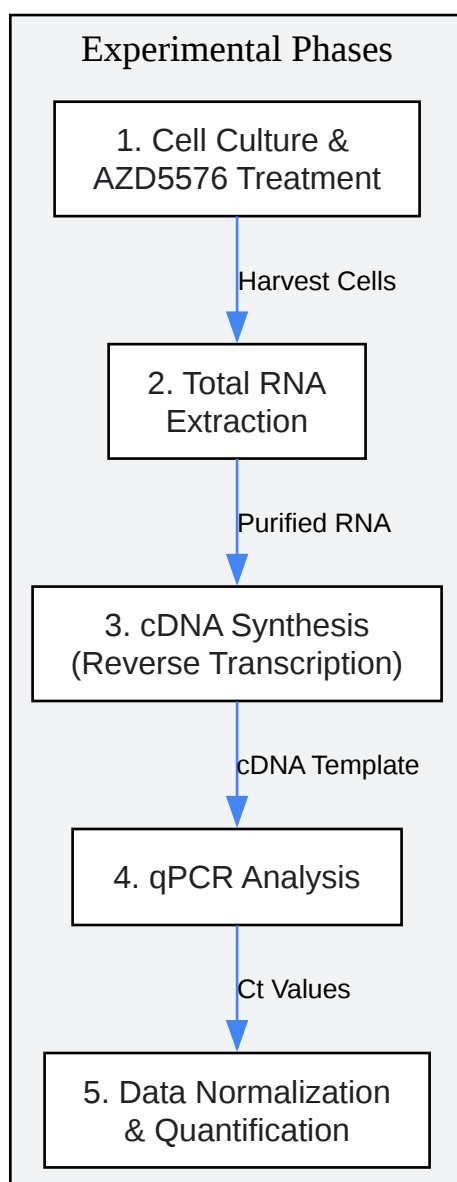 Experimental Phases
1. Cell Culture &
AZD5576 Treatment
Harvest Cells
2. Total RNA
Extraction
Purified RNA
3. cDNA Synthesis
(Reverse Transcription)
cDNA Template
4. qPCR Analysis
Ct Values
5. Data Normalization
& Quantification